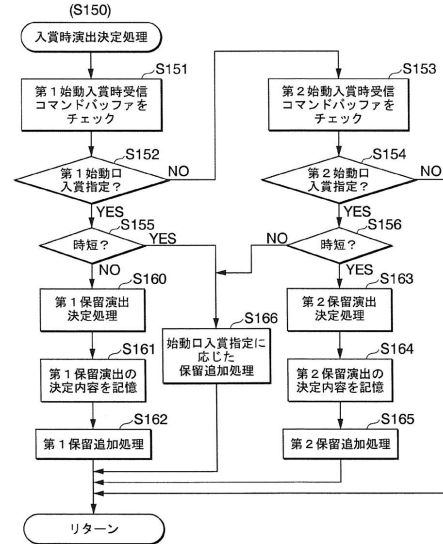 (S150)
入賞時演出決定処理
S151
第1始動入賞時受信
コマンドバッファを
チェック
S152
第1始動口
入賞指定?
NO
YES
S153
第2始動入賞時受信
コマンドバッファを
チェック
S154
第2始動口
入賞指定?
NO
YES
S155
時短?
YES
NO
S156
時短?
NO
YES
S160
第1保留演出
決定処理
S161
第1保留演出の
決定内容を記憶
S162
第1保留追加処理
S166
始動口入賞指定に
応じた
保留追加処理
S163
第2保留演出
決定処理
S164
第2保留演出の
決定内容を記憶
S165
第2保留追加処理
リターン